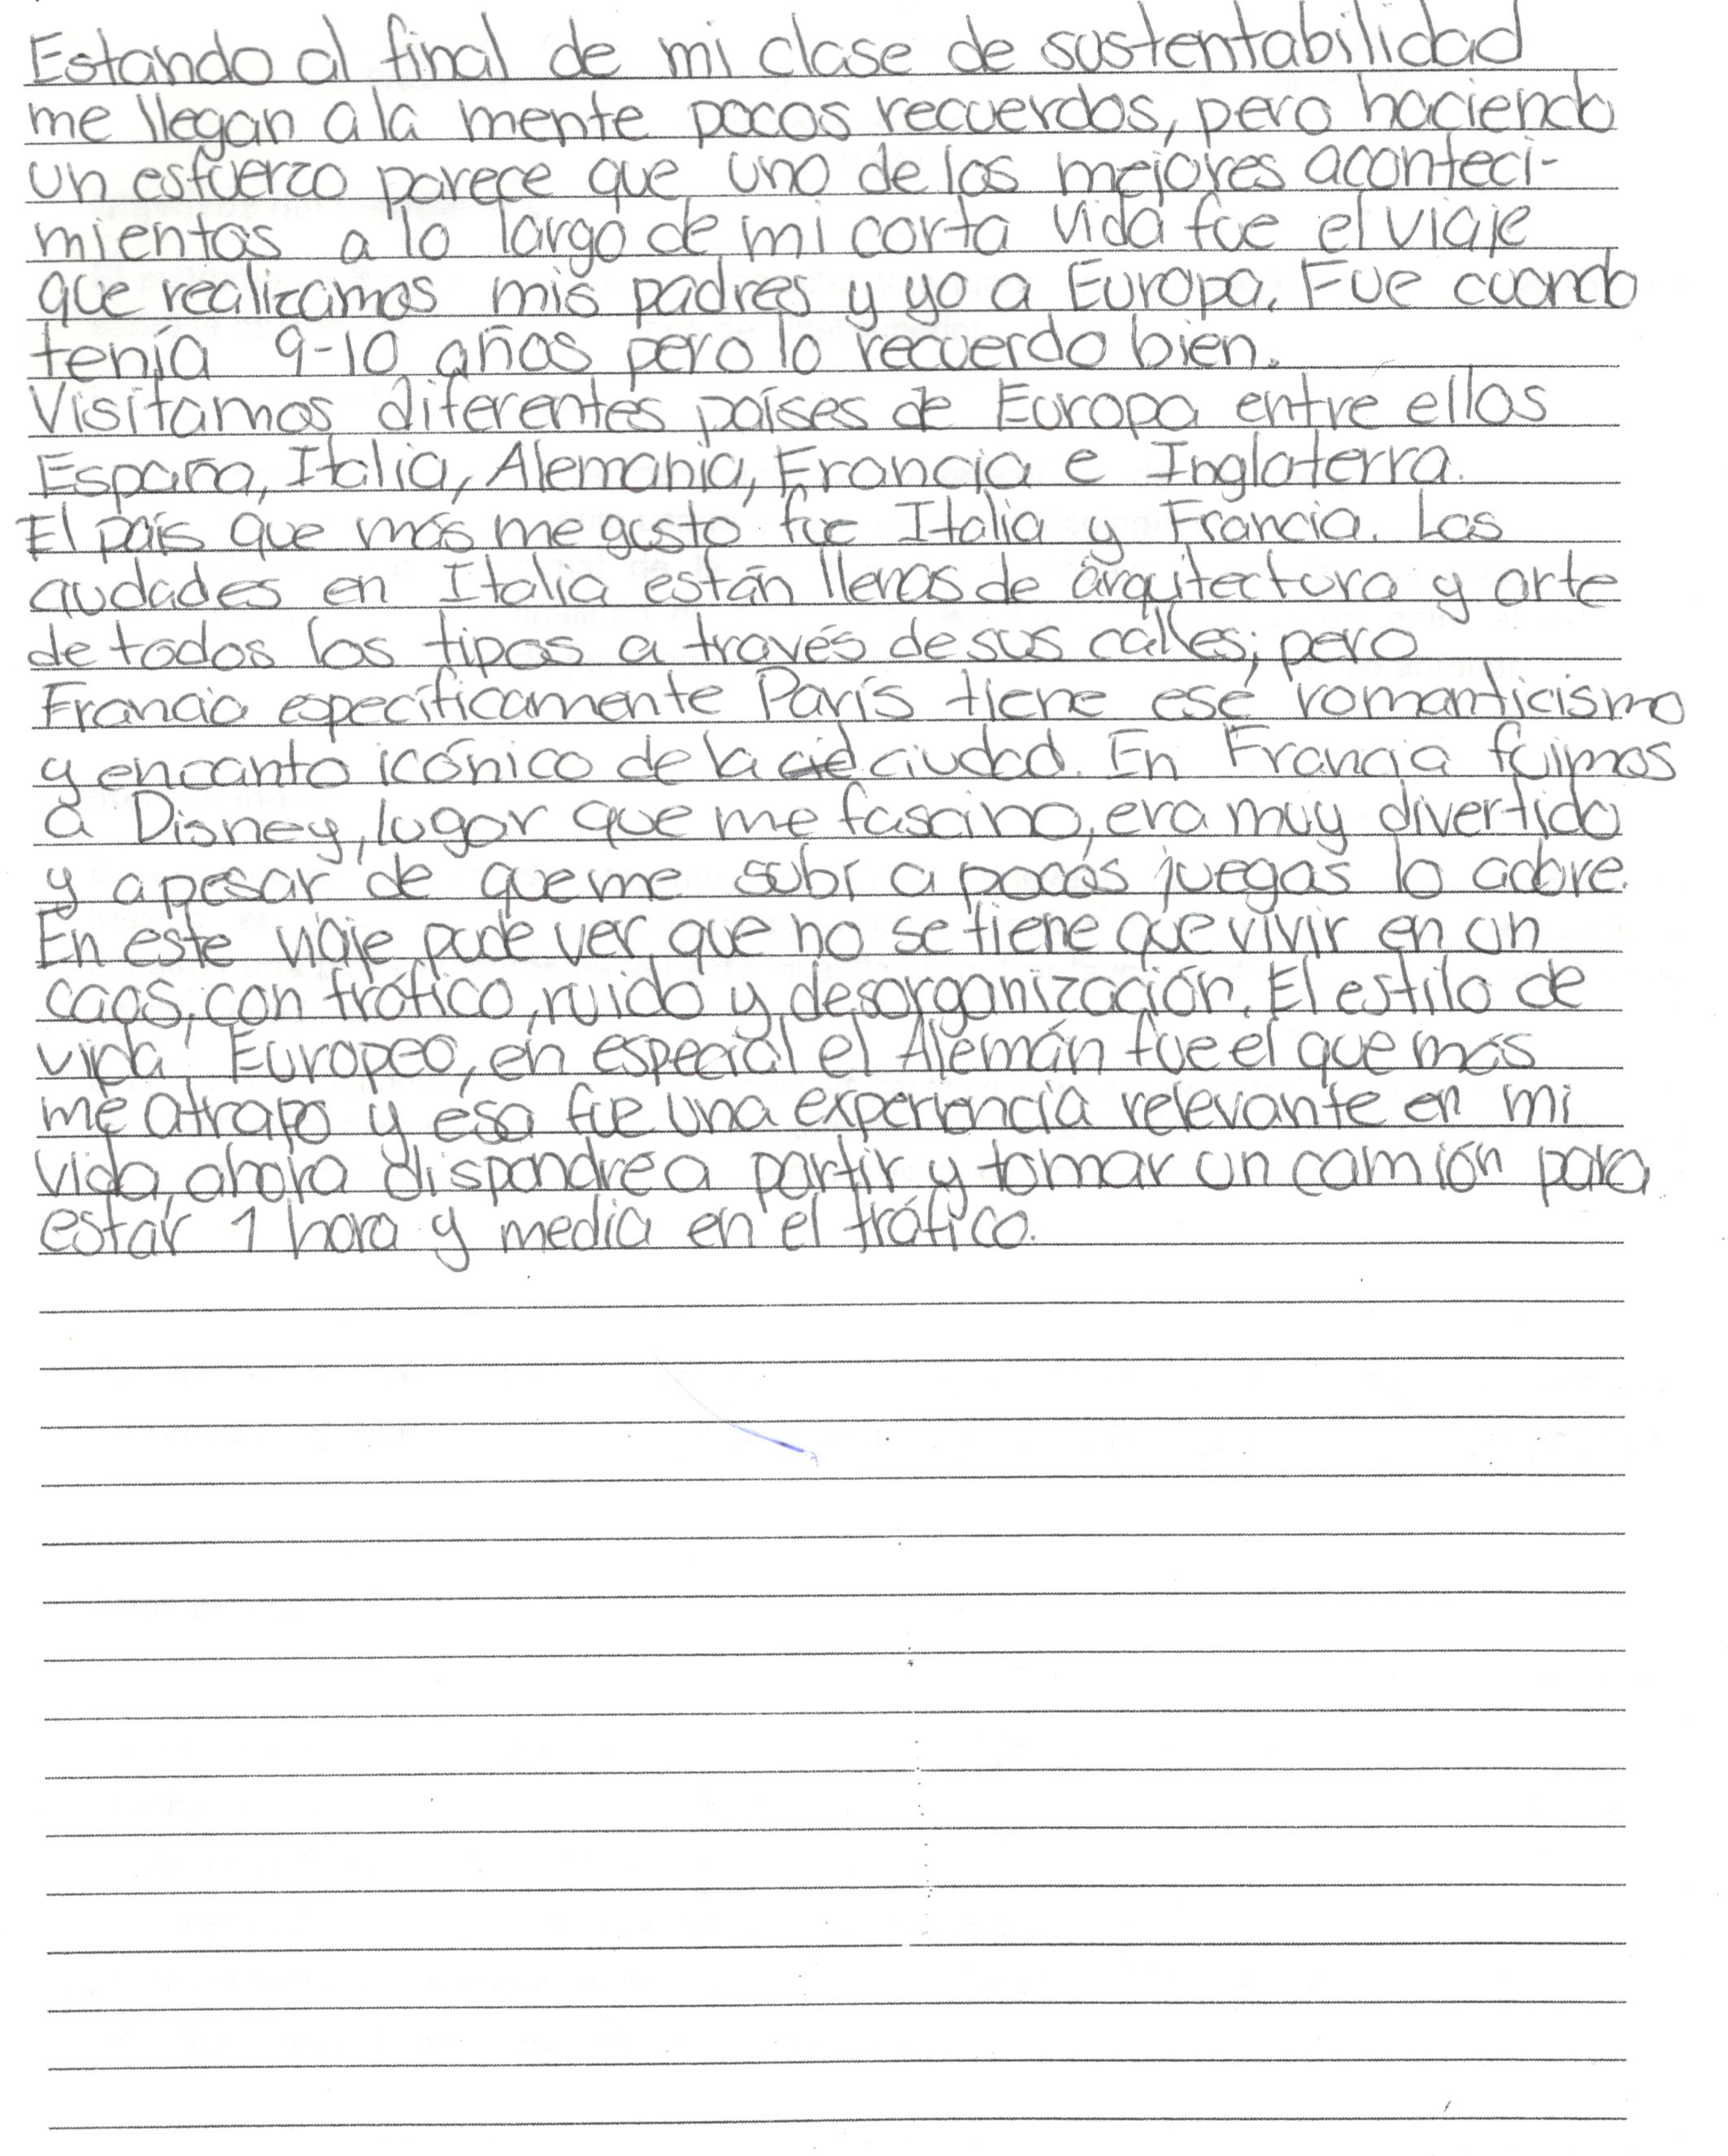 Estando al final de mi clase de sustentabilidad
me llegan a la mente pocos recuerdos, pero haciendo
un esfuerzo parece que uno de los mejores aconteci-
mientos a lo largo de mi corta vida fue el viaje
que realizamos mis padres y yo a Europa. Fue cuando
tenía 9-10 años pero lo recuerdo bien.
Visitamos diferentes países de Europa entre ellos
España, Italia, Alemania, Francia e Inglaterra.
El país que más me gusto fue Italia y Francia. Las
ciudades en Italia están llenas de arquitectura y arte
de todos los tipos a través de sus calles; pero
Francia específicamente París tiene ese romanticismo
y encanto icónico de la ciudad. En Francia fuimos
a Disney, lugar que me fascino, era muy divertido
y apesar de que me subí a pocos juegos lo adore.
En este viaje pude ver que no se tiene que vivir en un
caos, con tráfico, ruido y desorganización. El estilo de
vida Europeo, en especial el Alemán fue el que más
me atrapo y esa fue una experiencia relevante en mi
vida, ahora dispondré a partir y tomar un camión para
estar 1 hora y media en el tráfico.